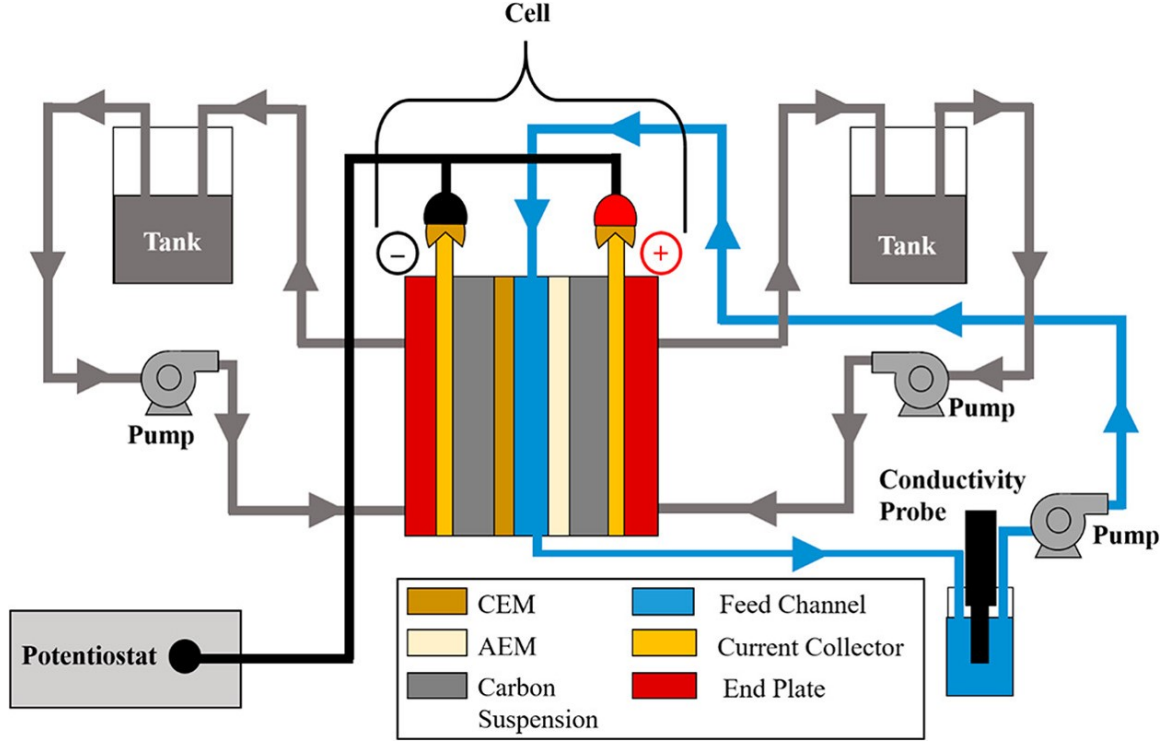 Cell
Tank
Tank
−
+
Pump
Pump
Conductivity
Probe
Pump
Potentiostat
CEM
Feed Channel
AEM
Current Collector
Carbon
Suspension
End Plate